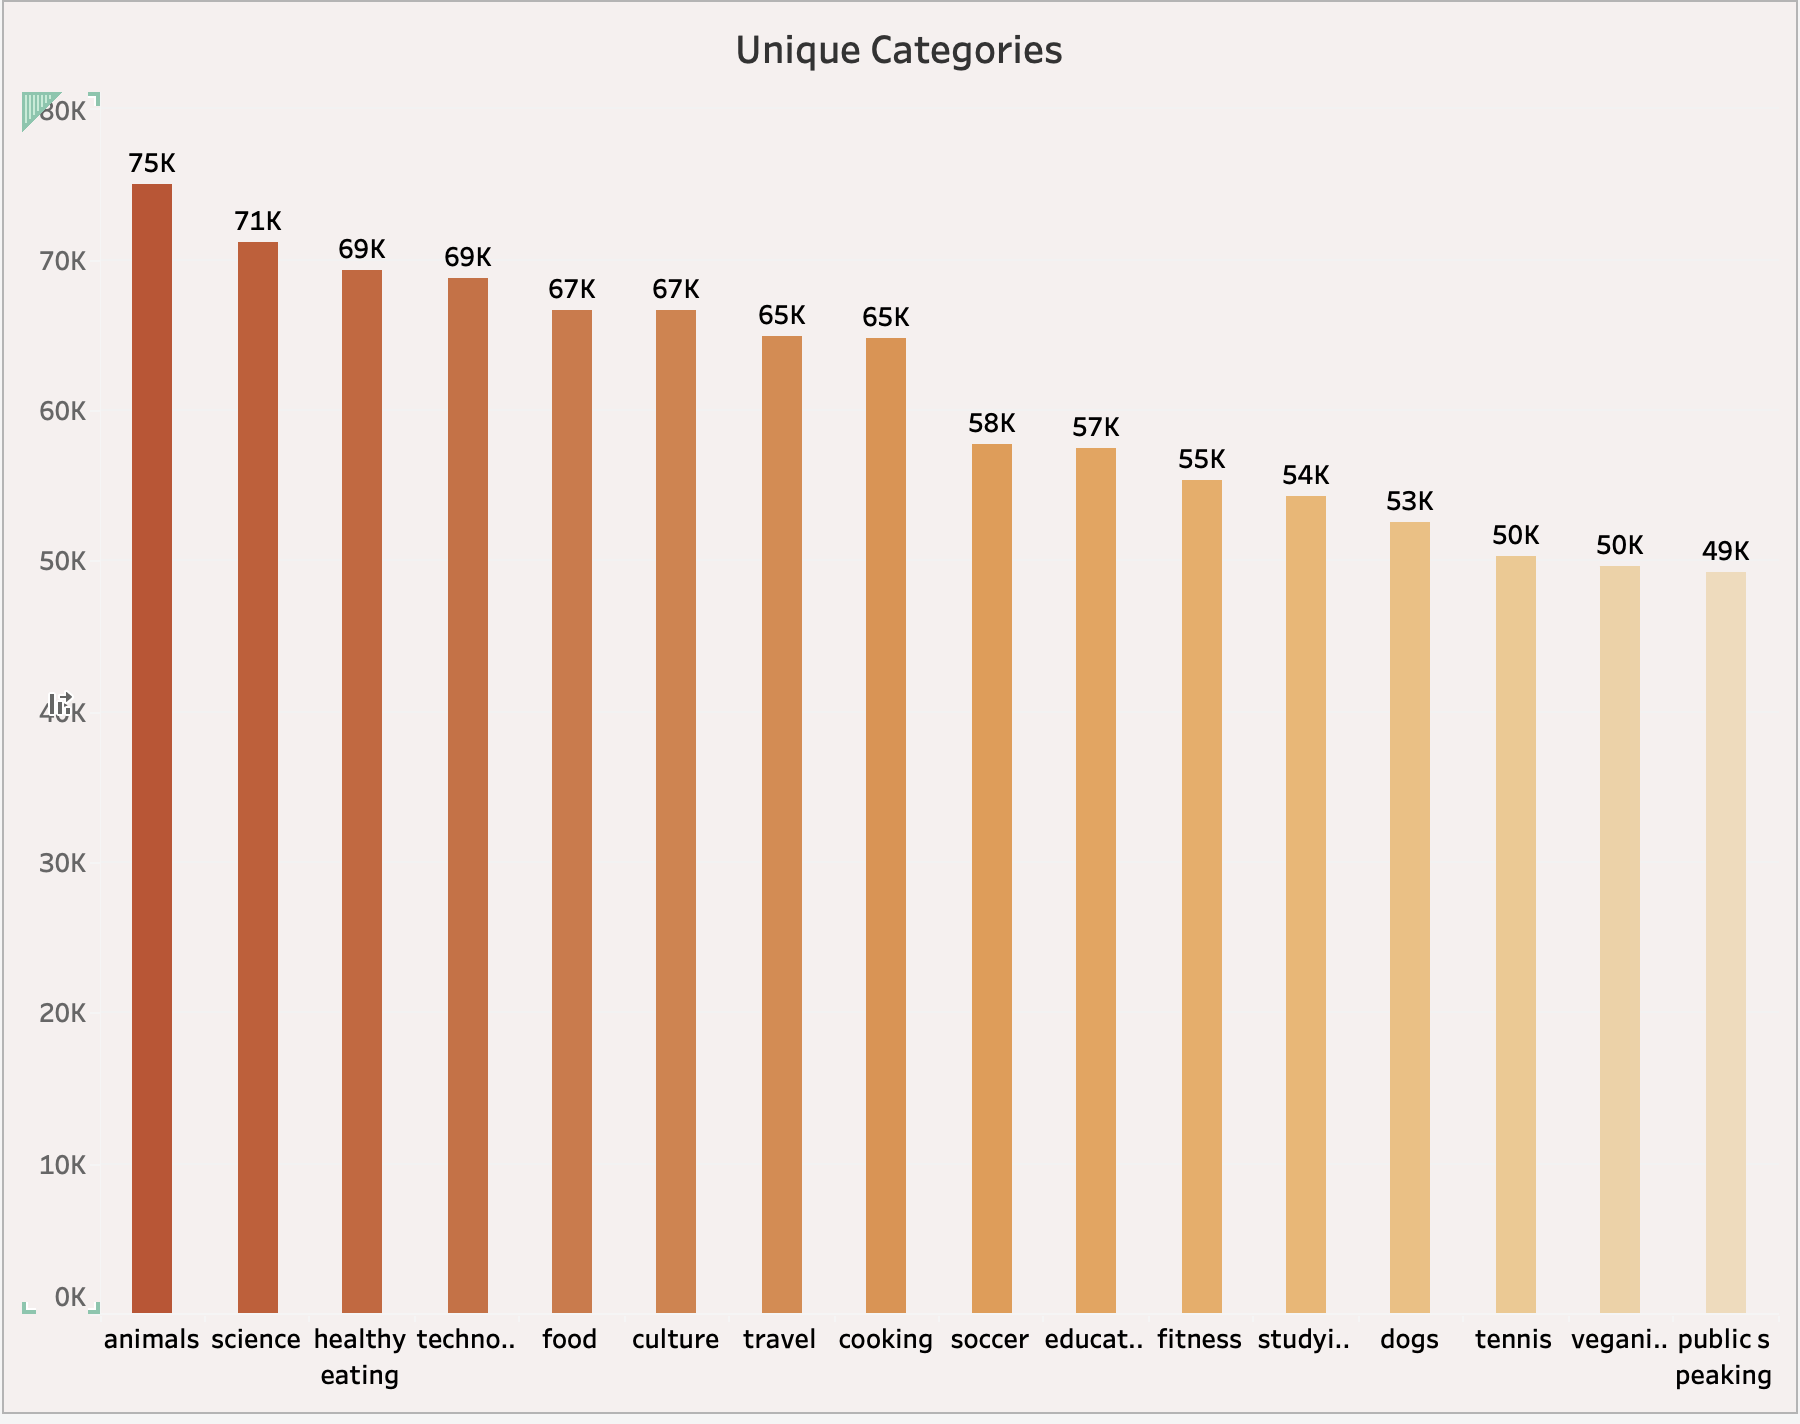 Unique Categories
80K
70K
60K
50K
40K
30K
20K
10K
0K
75K
71K
69K
69K
67K
67K
65K
65K
58K
57K
55K
54K
53K
50K
50K
49K
animals
science
healthy
eating
techno..
food
culture
travel
cooking
soccer
educat..
fitness
studyi..
dogs
tennis
vegani..
public s
peaking